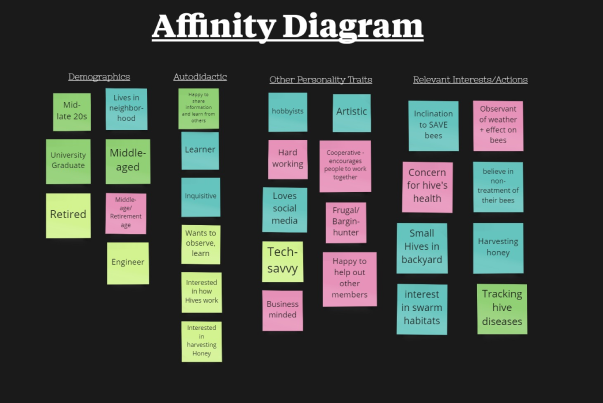 Affinity Diagram
Demographics
Mid-
late 20s
Lives in
neighbor-
hood
University
Graduate
Middle-
aged
Retired
Middle-
age/
Retirement
age
Engineer
Autodidactic
Happy to
share
information
and learn from
others
Learner
Inquisitive
Wants to
observe,
learn
Interested
in how
Hives work
Interested
in
harvesting
Honey
Other Personality Traits
hobbyists
Artistic
Hard
working
Cooperative -
encourages
people to work
together
Loves
social
media
Frugal/
Bargin-
hunter
Tech-
savvy
Happy to
help out
other
members
Business
minded
Relevant Interests/Actions
Inclination
to SAVE
bees
Observant
of weather
+ effect on
bees
Concern
for hive's
health
believe in
non-
treatment of
their bees
Small
Hives in
backyard
Harvesting
honey
interest
in swarm
habitats
Tracking
hive
diseases